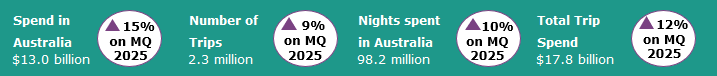 Spend in
Australia
$13.0 billion
▲ 15%
on MQ
2025
Number of
Trips
2.3 million
▲ 9%
on MQ
2025
Nights spent
in Australia
98.2 million
▲10%
on MQ
2025
Total Trip
Spend
$17.8 billion
▲12%
on MQ
2025